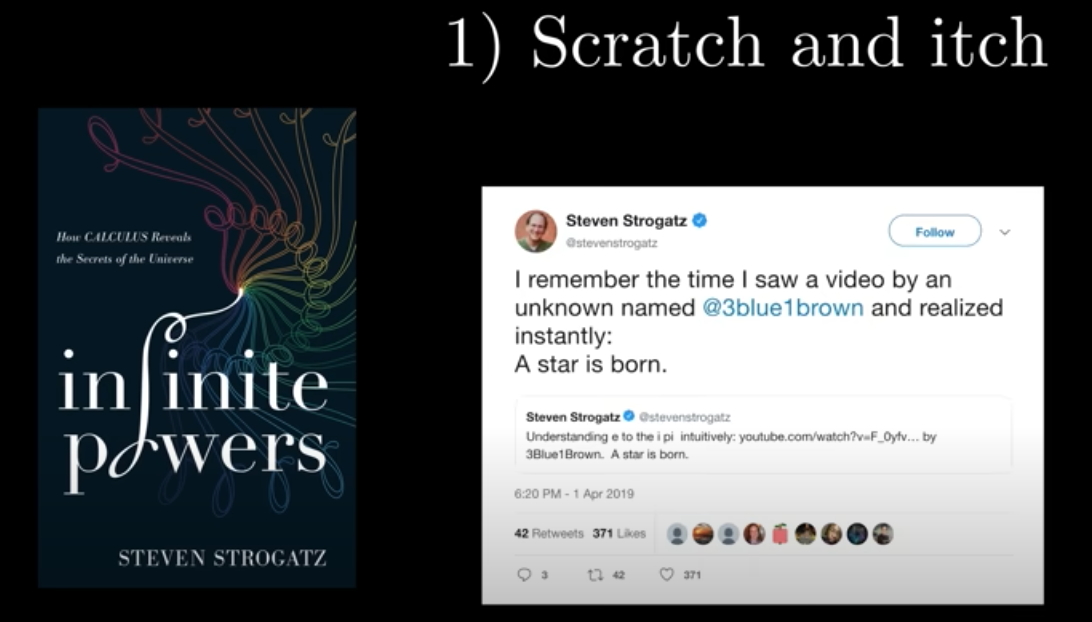 1) Scratch and itch
How CALCULUS Reveals
the Secrets of the Universe
infinite
powers
STEVEN STROGATZ
Steven Strogatz
@stevenstrogatz
Follow
I remember the time I saw a video by an
unknown named @3blue1brown and realized
instantly:
A star is born.
Steven Strogatz @stevenstrogatz
Understanding e to the i pi intuitively: youtube.com/watch?v=F_0yfv... by
3Blue1Brown. A star is born.
6:20 PM - 1 Apr 2019
42 Retweets 371 Likes
3 42 371